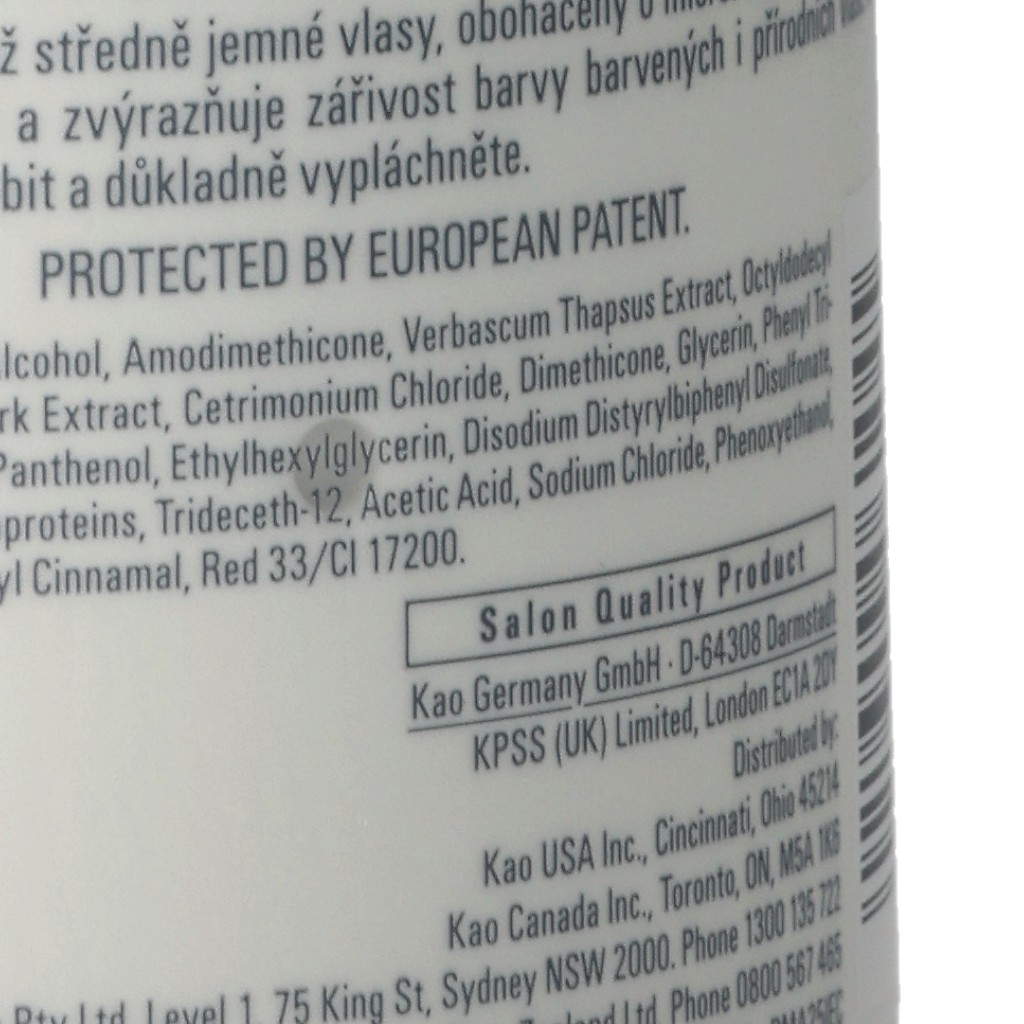 ž středně jemné vlasy, obohacený o
a zvýrazňuje zářivost barvy barvených i přírodních
bit a důkladně vypláchněte.
PROTECTED BY EUROPEAN PATENT.
lcohol, Amodimethicone, Verbascum Thapsus Extract, Octyldodecyl
rk Extract, Cetrimonium Chloride, Dimethicone, Glycerin, Phenyl Tri-
Panthenol, Ethylhexylglycerin, Disodium Distyrylbiphenyl Disulfonate,
proteins, Trideceth-12, Acetic Acid, Sodium Chloride, Phenoxyethanol,
yl Cinnamal, Red 33/CI 17200.
Salon Quality Product
Kao Germany GmbH · D-64308 Darmstadt
KPSS (UK) Limited, London EC1A 2DY
Distributed by:
Kao USA Inc., Cincinnati, Ohio 45214
Kao Canada Inc., Toronto, ON, M5A 1K6
Pty Ltd, Level 1, 75 King St, Sydney NSW 2000. Phone 1300 135 722
Ltd. Phone 0800 567 465